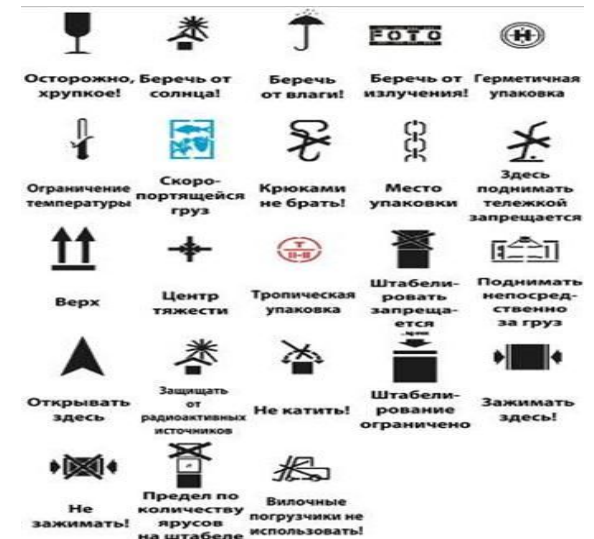 FOTO
Н
Осторожно,
хрупкое!
Беречь от
солнца!
Беречь
от влаги!
Беречь от
излучения!
Герметичная
упаковка
Ограничение
температуры
Скоро-
портящейся
груз
Крюками
не брать!
Место
упаковки
Здесь
поднимать
тележкой
запрещается
Т
II-II
Верх
Центр
тяжести
Тропическая
упаковка
Штабели-
ровать
запреща-
ется
Поднимать
непосред-
ственно
за груз
Открывать
здесь
Защищать
от
радиоактивных
источников
Не катить!
Штабели-
рование
ограничено
Зажимать
здесь!
Не
зажимать!
Предел по
количеству
ярусов
на штабеле
Вилочные
погрузчики не
использовать!